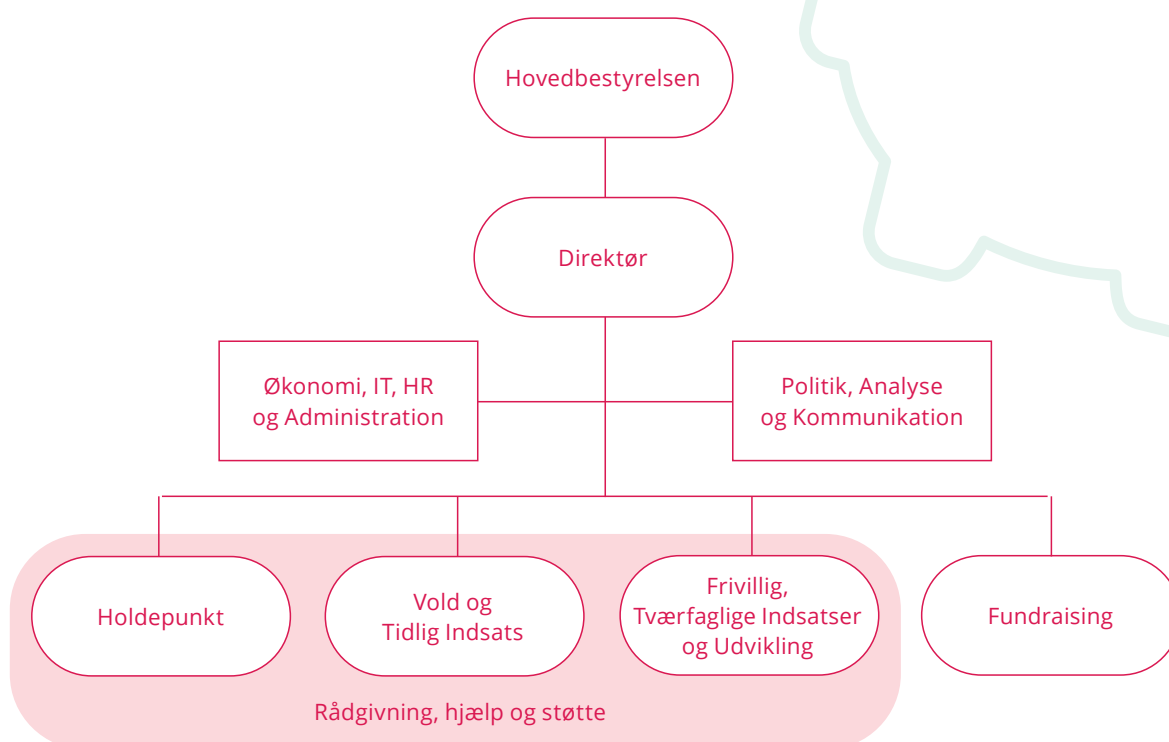 Hovedbestyrelsen
Direktør
Økonomi, IT, HR
og Administration
Politik, Analyse
og Kommunikation
Holdepunkt
Vold og
Tidlig Indsats
Frivillig,
Tværfaglige Indsatser
og Udvikling
Fundraising
Rådgivning, hjælp og støtte